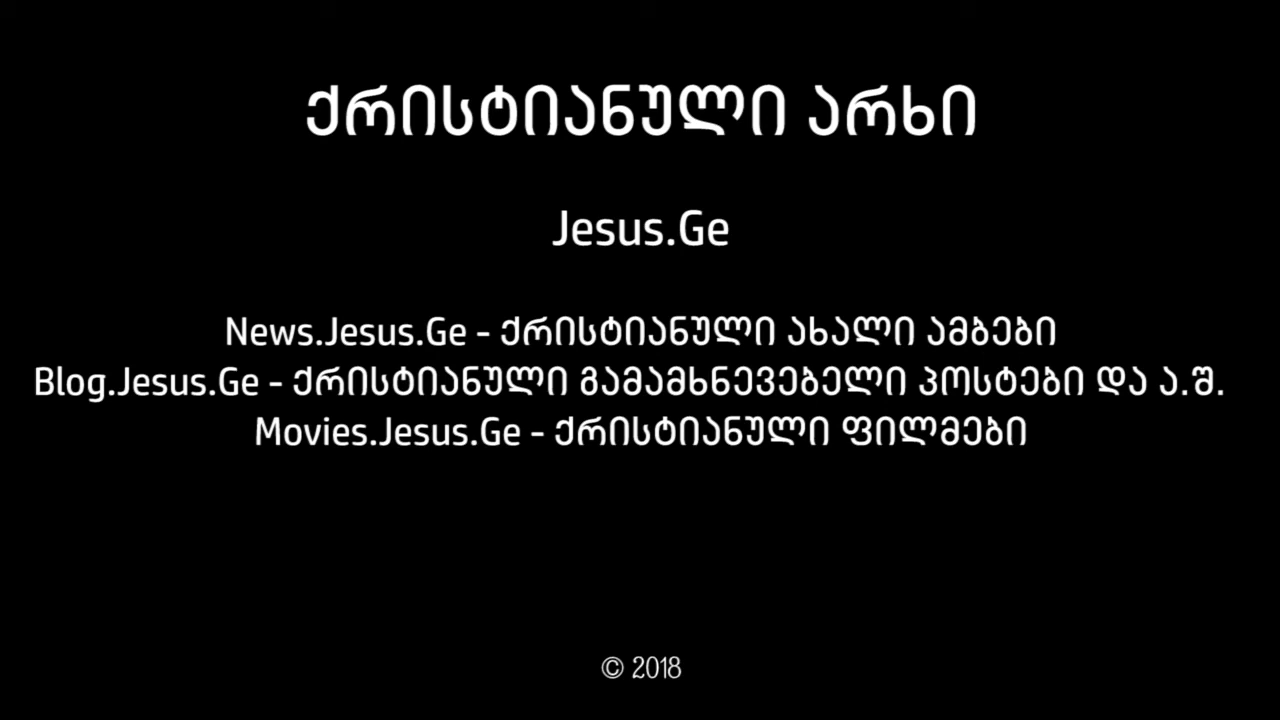 ქრისტიანული არხი
Jesus.Ge
News.Jesus.Ge - ქრისტიანული ახალი ამბები
Blog.Jesus.Ge - ქრისტიანული გამამხნევებელი პოსტები და ა.შ.
Movies.Jesus.Ge - ქრისტიანული ფილმები
© 2018